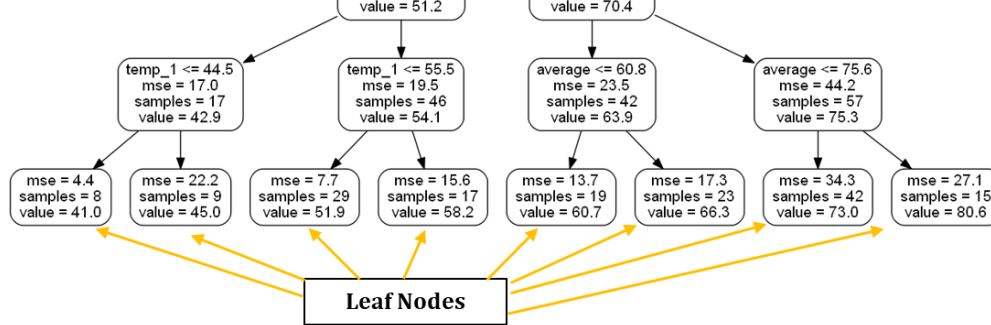 value = 51.2
value = 70.4
temp_1 <= 44.5
mse = 17.0
samples = 17
value = 42.9
temp_1 <= 55.5
mse = 19.5
samples = 46
value = 54.1
average <= 60.8
mse = 23.5
samples = 42
value = 63.9
average <= 75.6
mse = 44.2
samples = 57
value = 75.3
mse = 4.4
samples = 8
value = 41.0
mse = 22.2
samples = 9
value = 45.0
mse = 7.7
samples = 29
value = 51.9
mse = 15.6
samples = 17
value = 58.2
mse = 13.7
samples = 19
value = 60.7
mse = 17.3
samples = 23
value = 66.3
mse = 34.3
samples = 42
value = 73.0
mse = 27.1
samples = 15
value = 80.6
Leaf Nodes